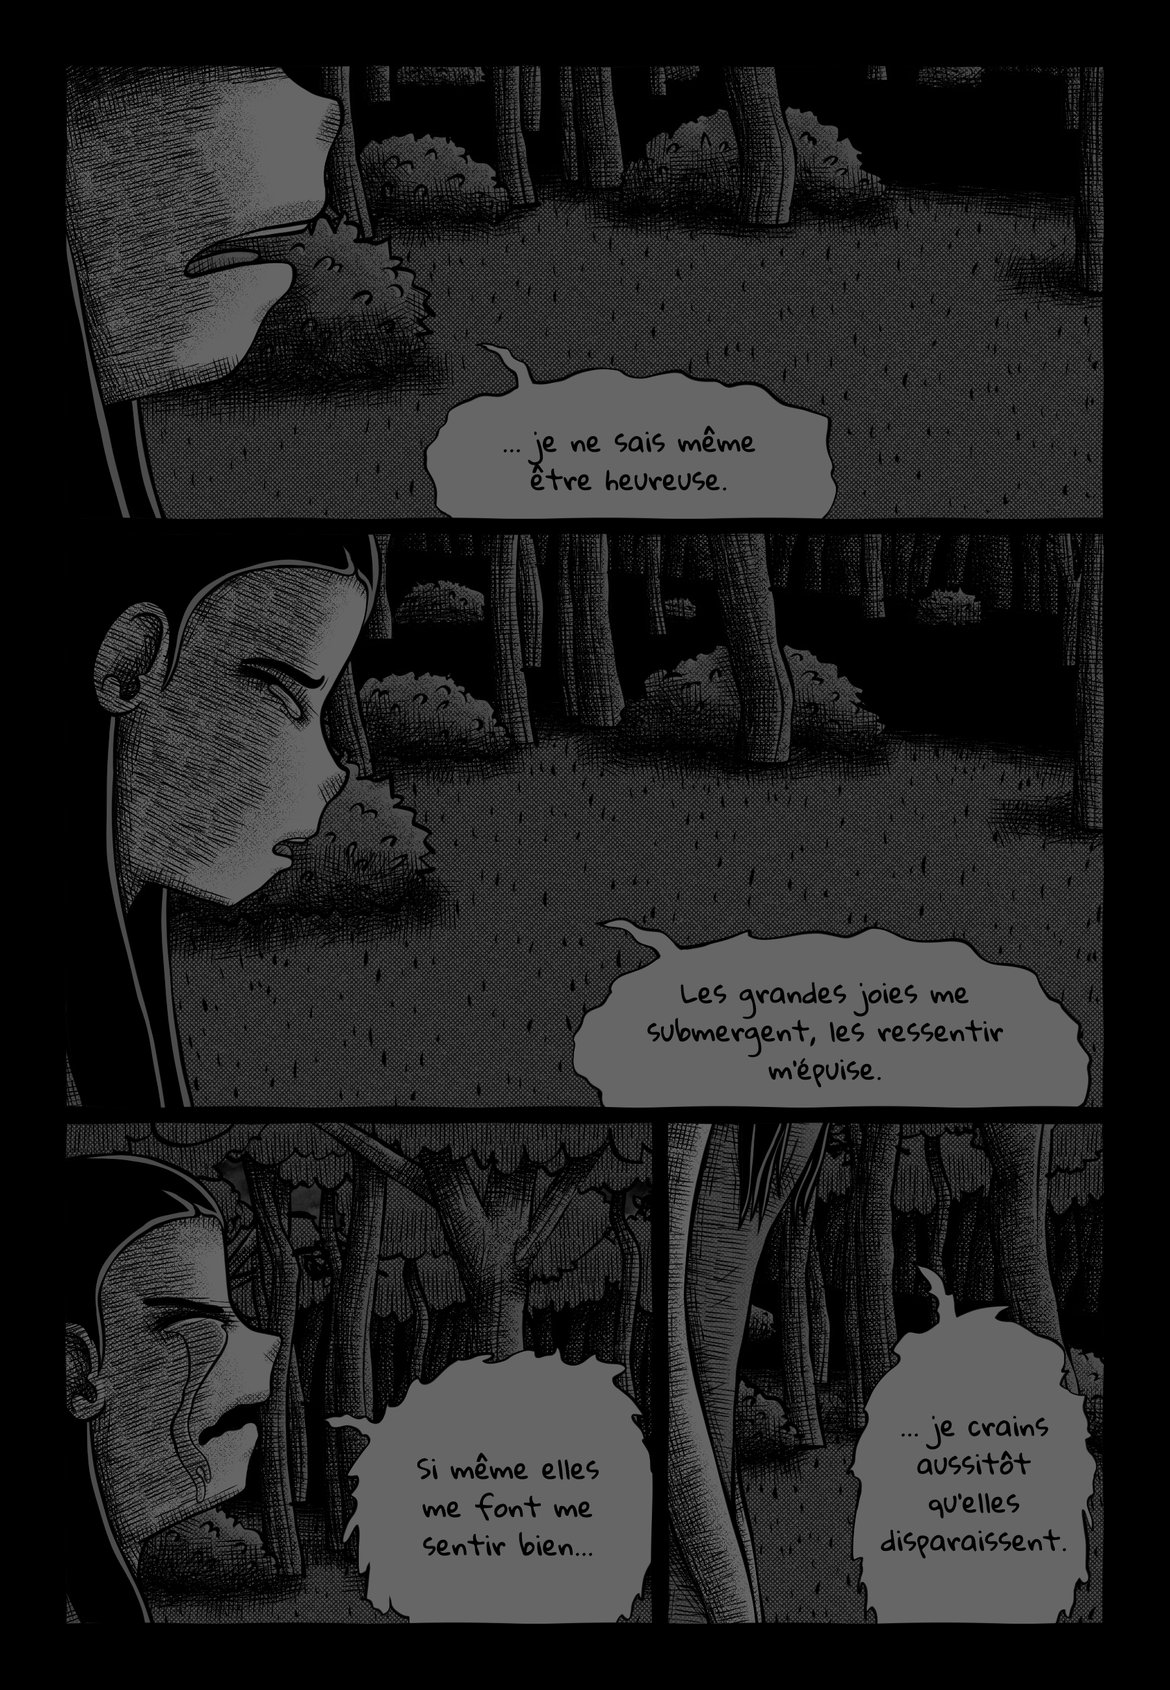 ... je ne sais même
être heureuse.
Les grandes joies me
submergent, les ressentir
m'épuise.
Si même elles
me font me
sentir bien...
... je crains
aussitôt
qu'elles
disparaissent.